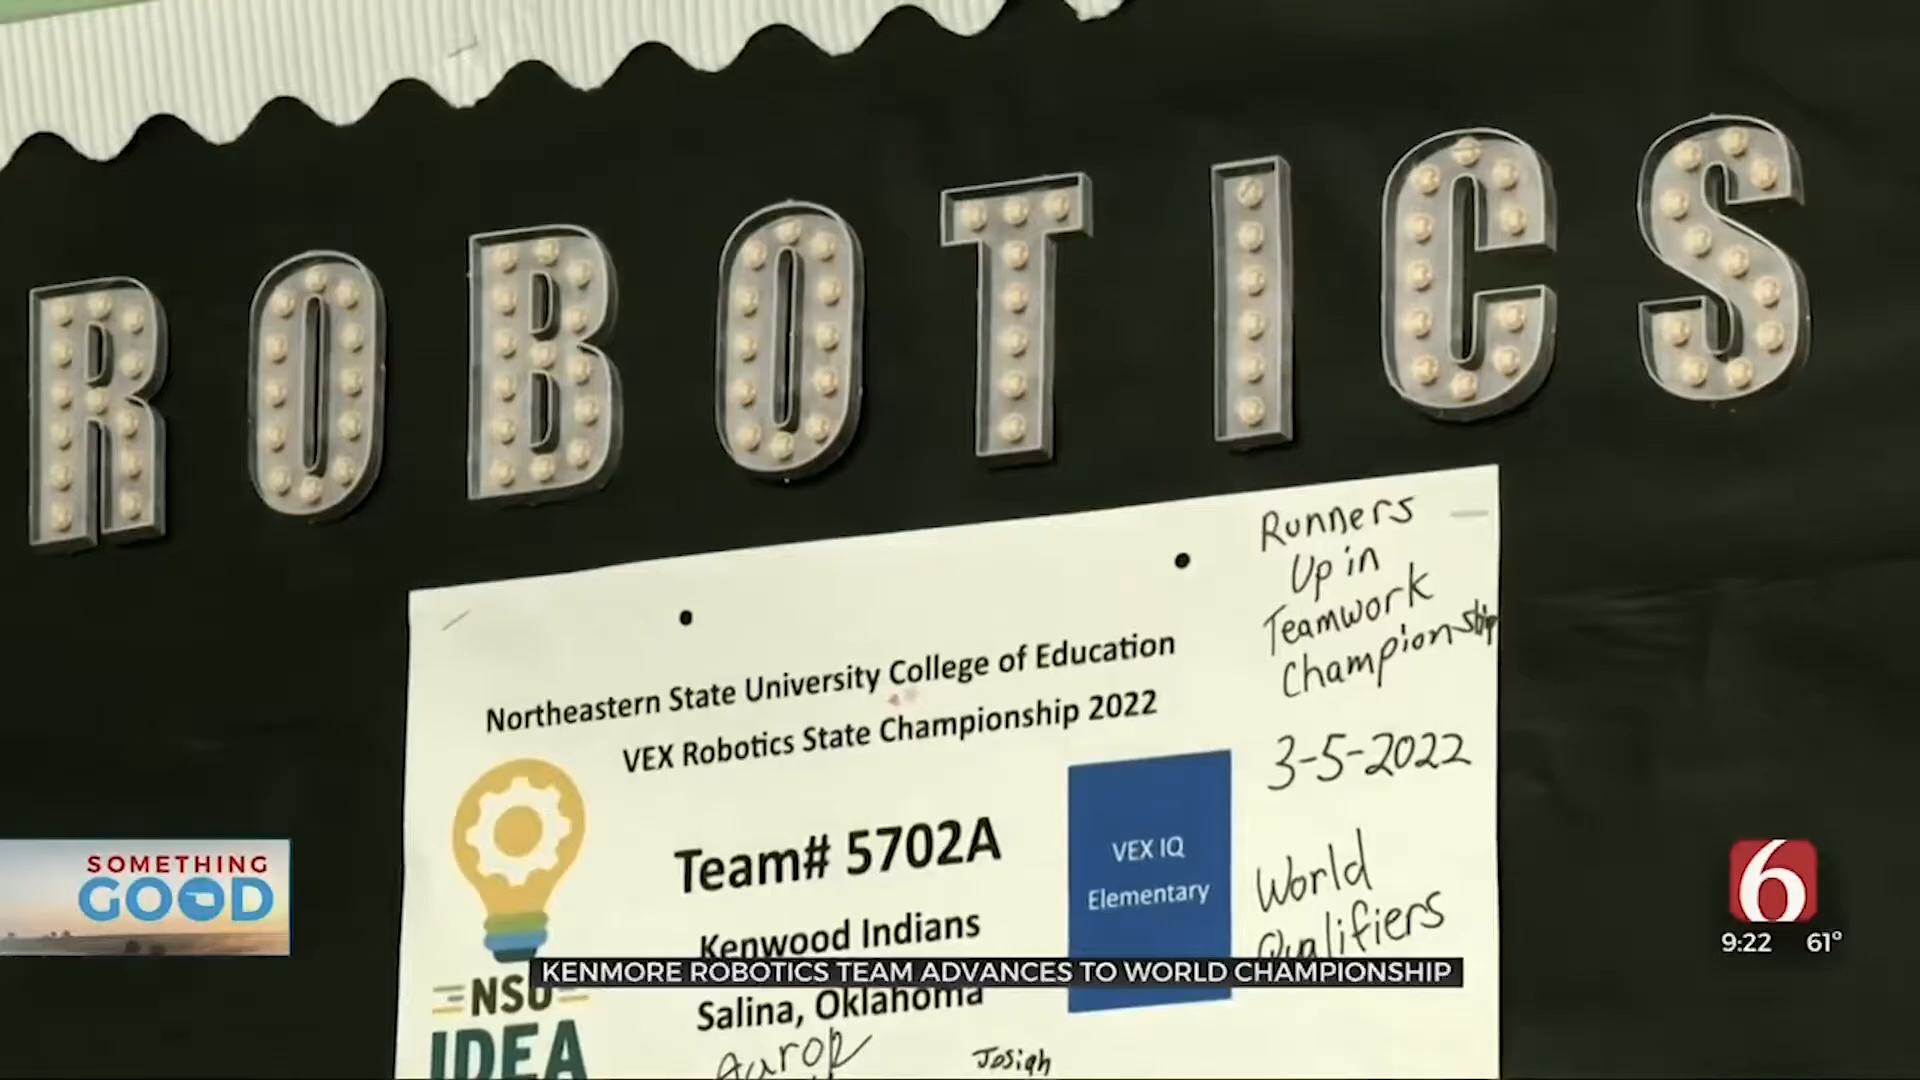 ROBOTICS
Runners
Up in
Teamwork
Championship
3-5-2022
World
Qualifiers
Northeastern State University College of Education
VEX Robotics State Championship 2022
Team# 5702A
VEX IQ
Elementary
Kenwood Indians
Salina, Oklahoma
NSU
IDEA
Josiah
SOMETHING
GOOD
KENMORE ROBOTICS TEAM ADVANCES TO WORLD CHAMPIONSHIP
6
9:22 61°